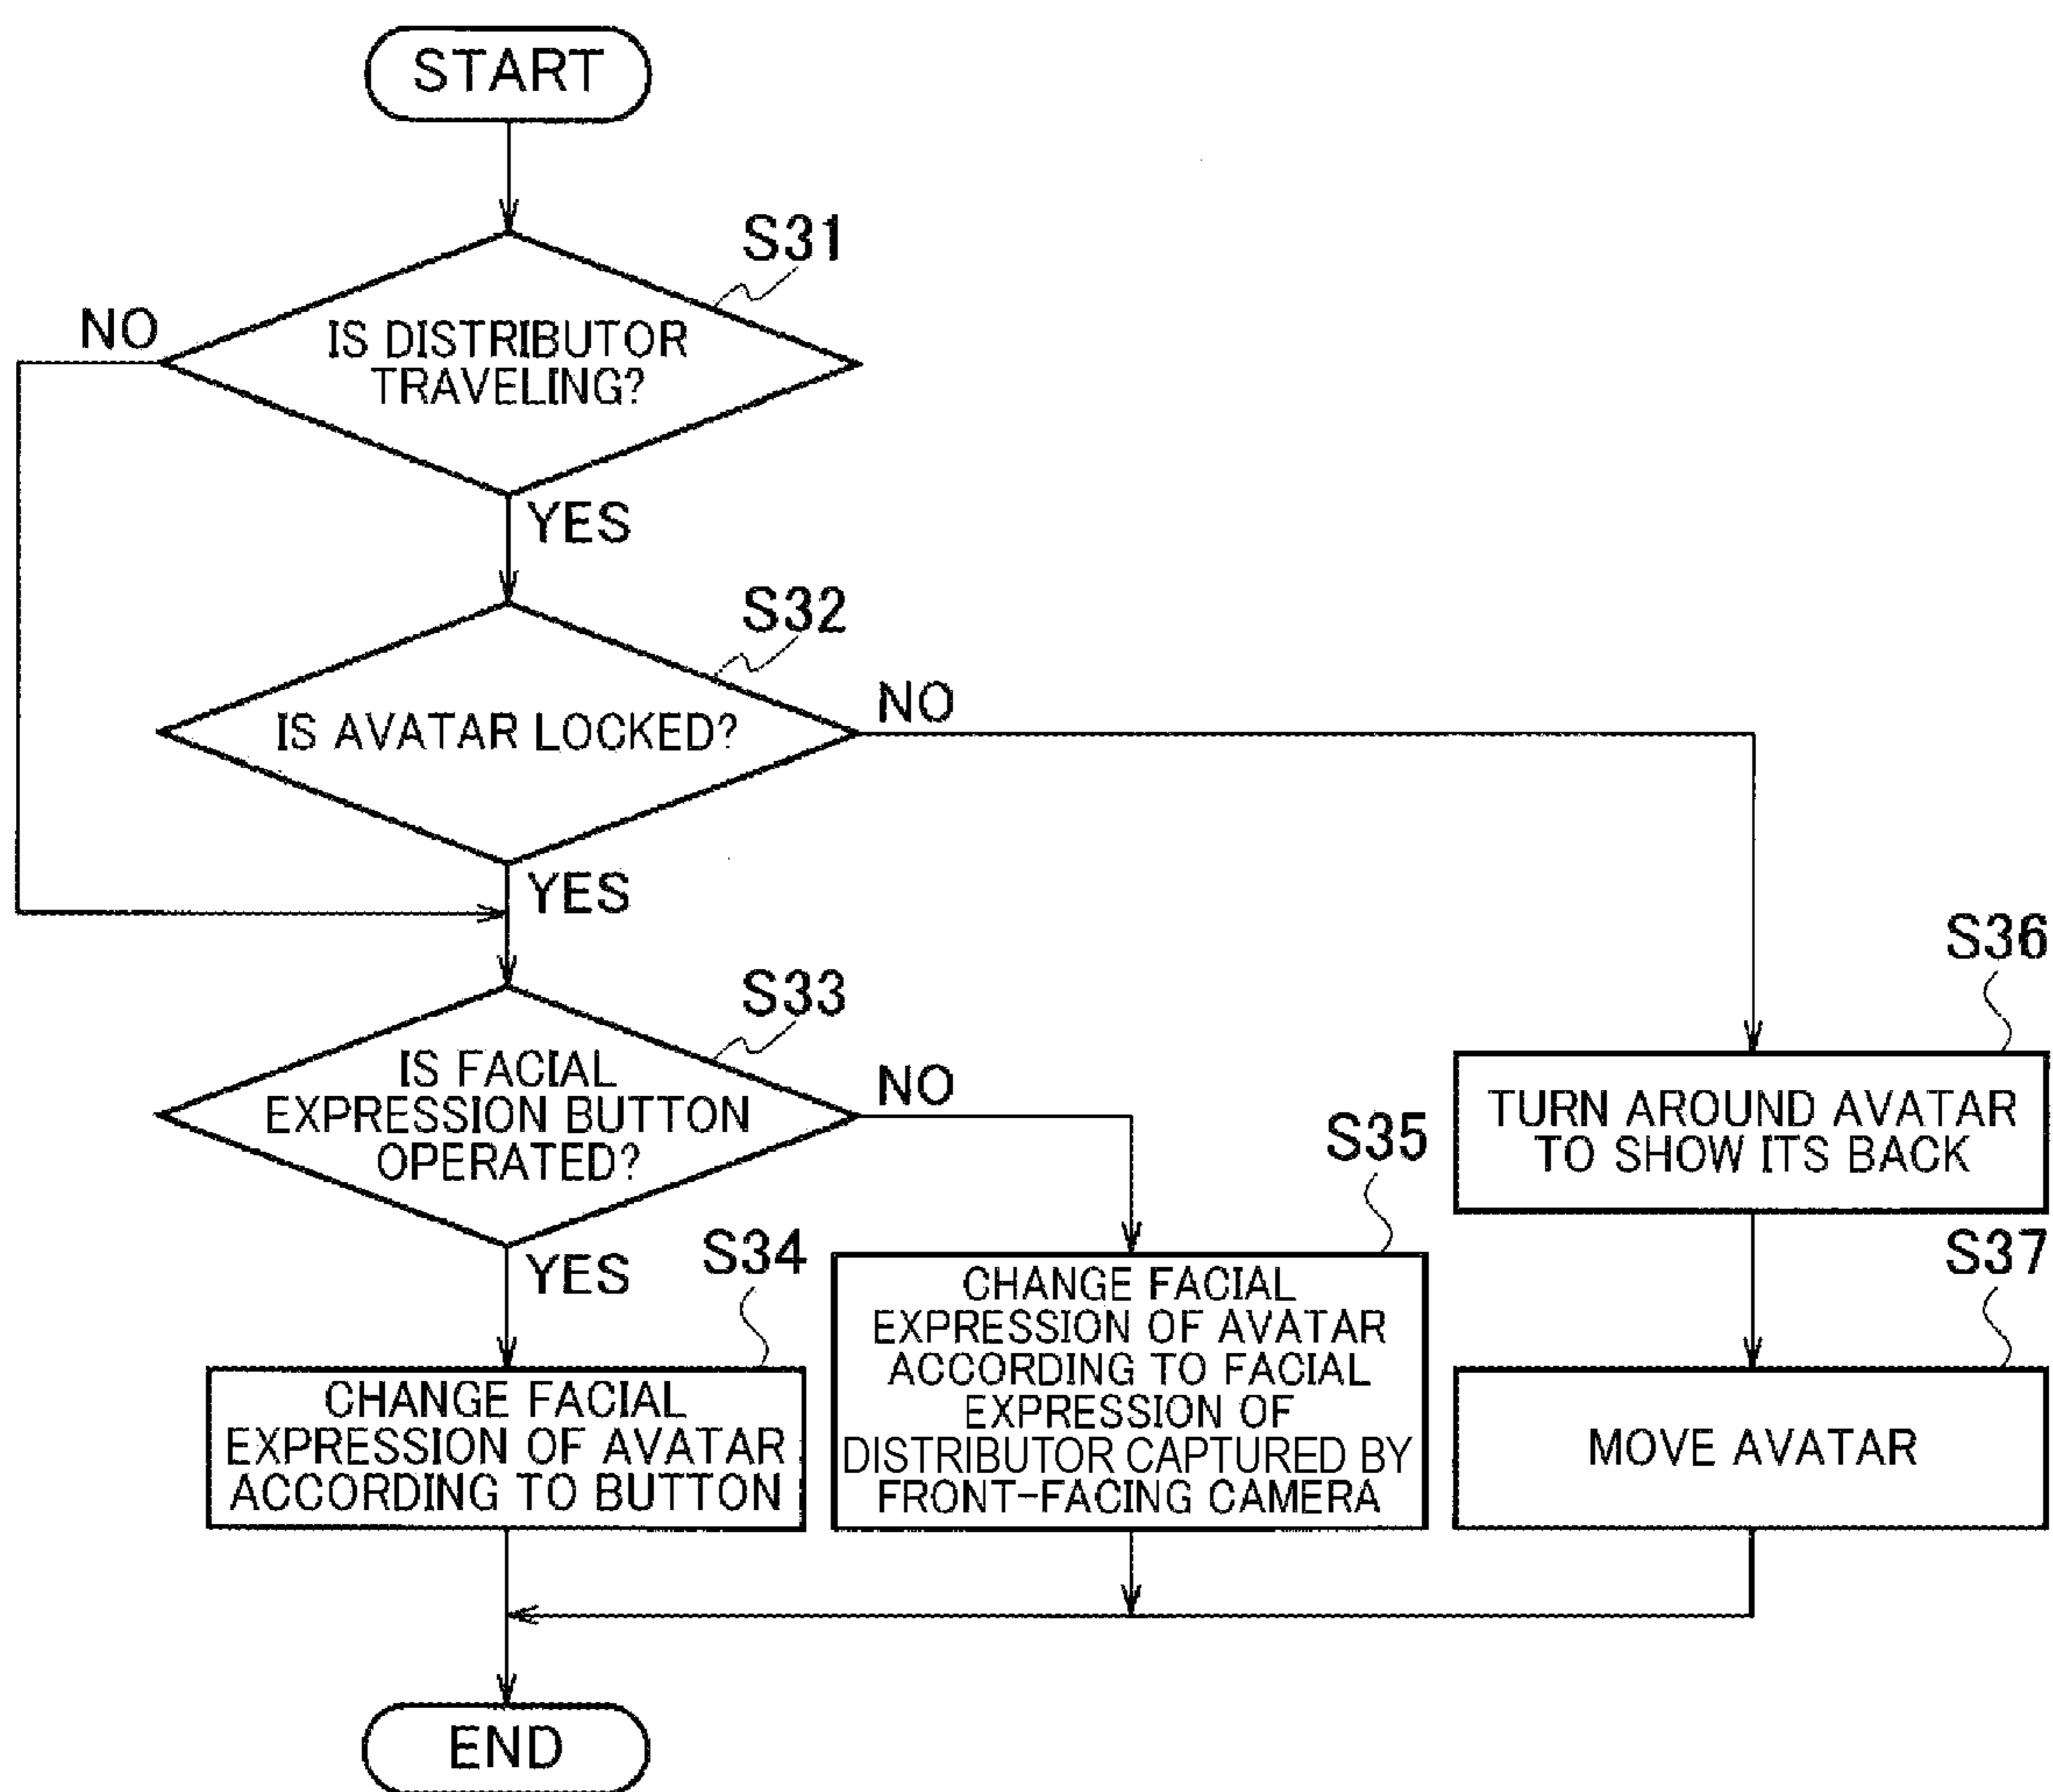 START
S31
NO
IS DISTRIBUTOR
TRAVELING?
YES
S32
IS AVATAR LOCKED?
NO
YES
S33
IS FACIAL
EXPRESSION BUTTON
OPERATED?
NO
YES
S34
CHANGE FACIAL
EXPRESSION OF AVATAR
ACCORDING TO BUTTON
S35
CHANGE FACIAL
EXPRESSION OF AVATAR
ACCORDING TO FACIAL
EXPRESSION OF
DISTRIBUTOR CAPTURED BY
FRONT-FACING CAMERA
S36
TURN AROUND AVATAR
TO SHOW ITS BACK
S37
MOVE AVATAR
END